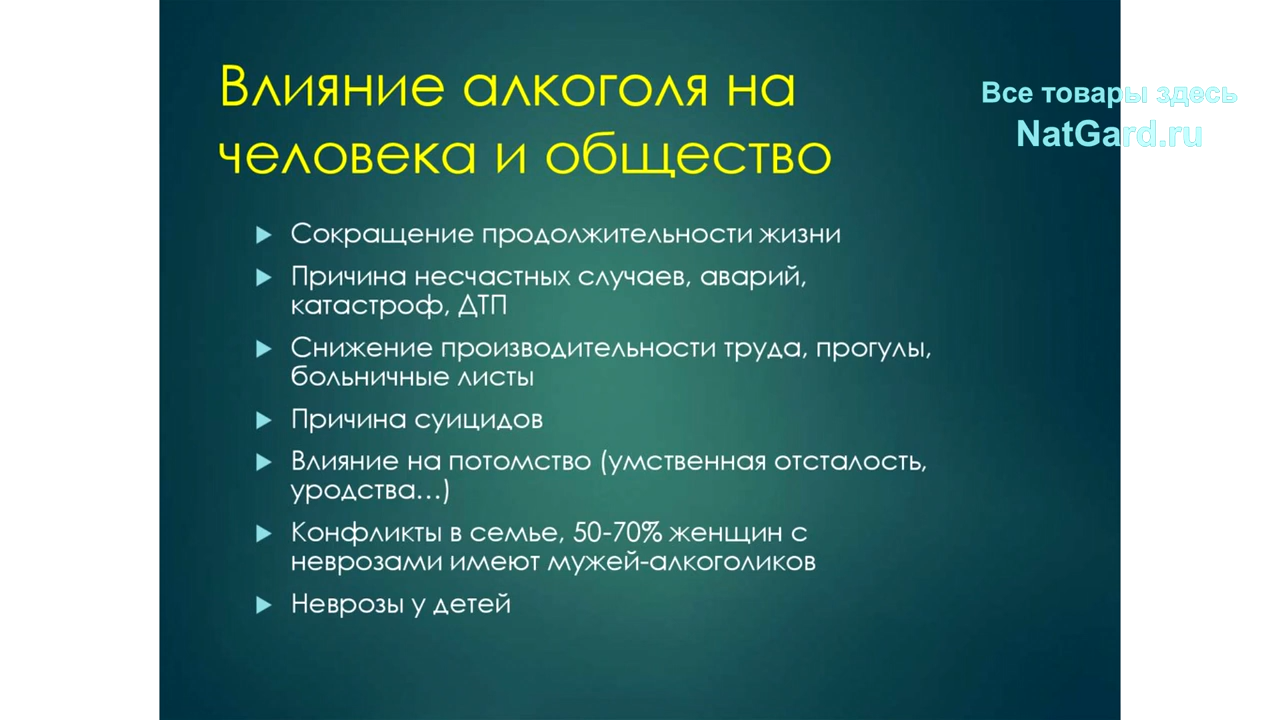 Влияние алкоголя на
человека и общество
Все товары здесь
NatGard.ru
Сокращение продолжительности жизни
Причина несчастных случаев, аварий,
катастроф, ДТП
Снижение производительности труда, прогулы,
больничные листы
Причина суицидов
Влияние на потомство (умственная отсталость,
уродства...)
Конфликты в семье, 50-70% женщин с
неврозами имеют мужей-алкоголиков
Неврозы у детей